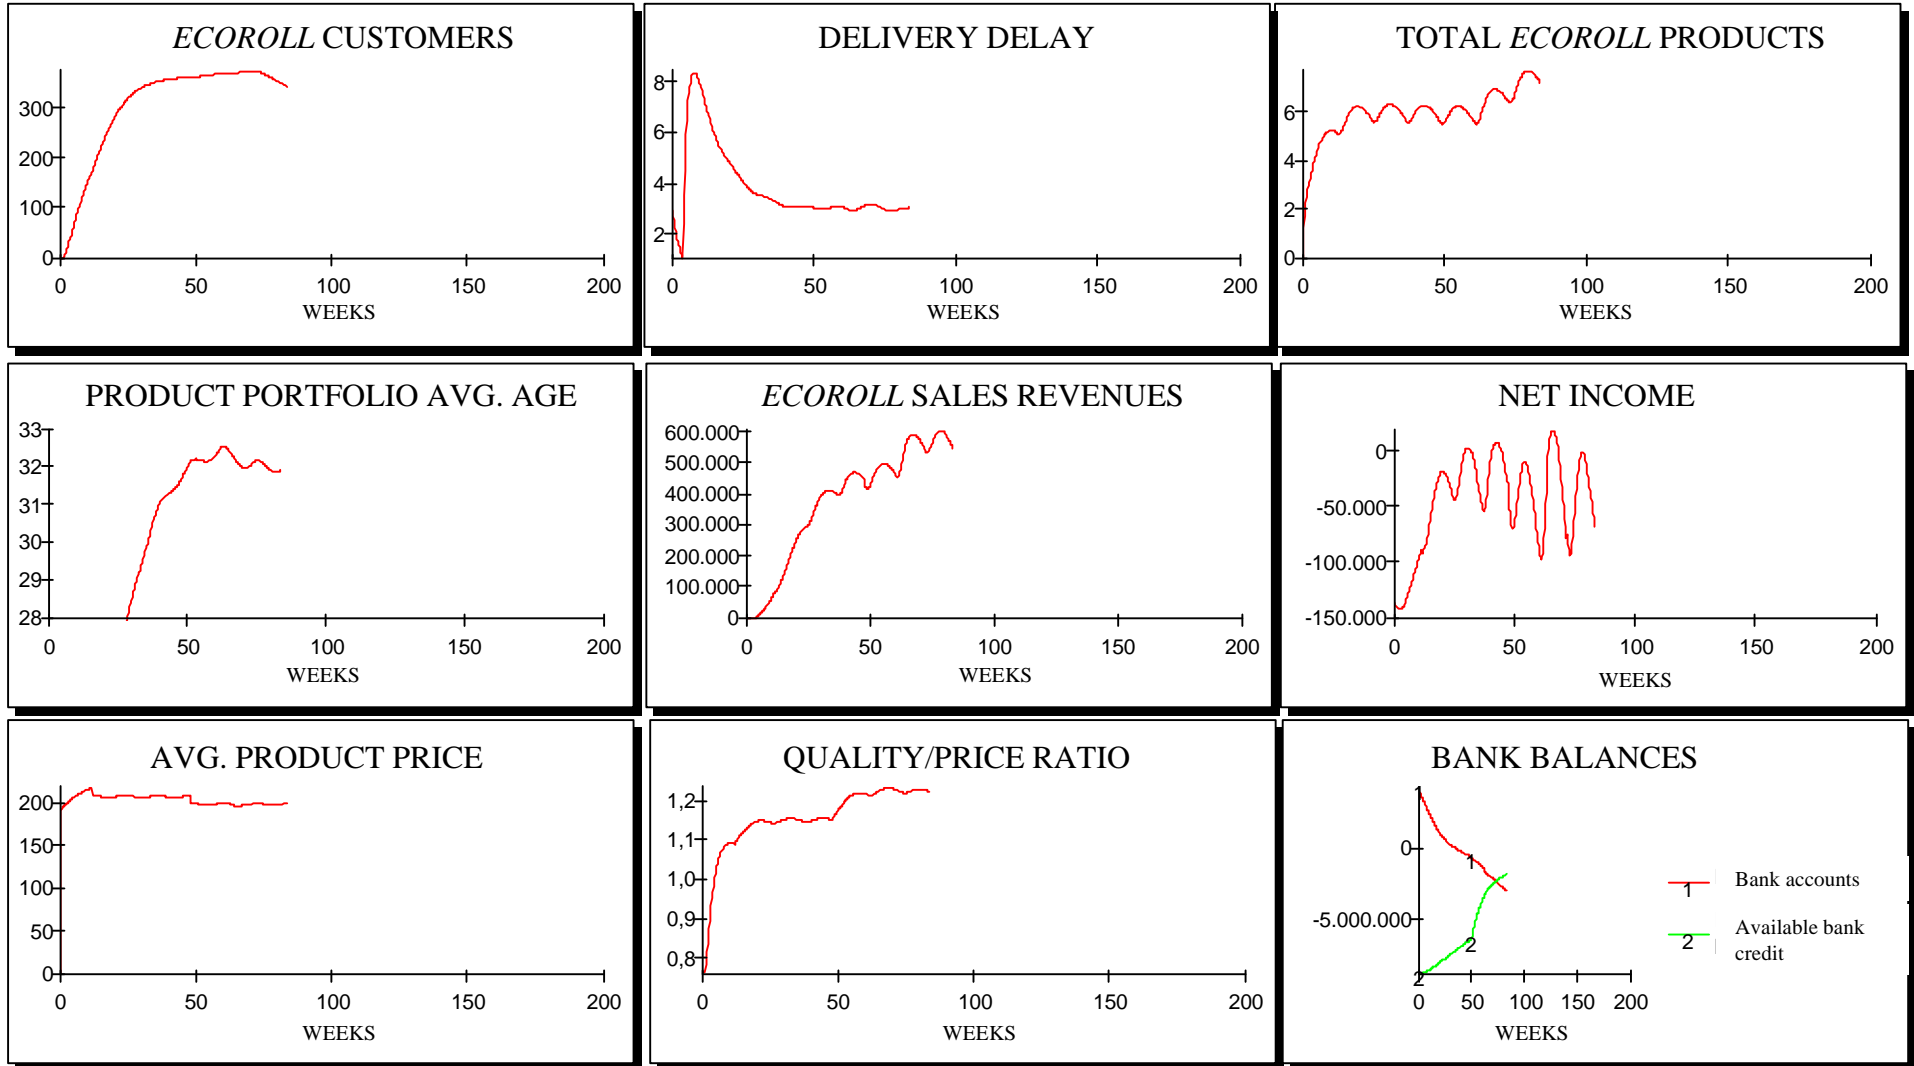 ECOROLL CUSTOMERS
300
200
100
0
0 50 100 150 200
WEEKS
DELIVERY DELAY
8
6
4
2
0 50 100 150 200
WEEKS
TOTAL ECOROLL PRODUCTS
6
4
2
0
0 50 100 150 200
WEEKS
PRODUCT PORTFOLIO AVG. AGE
33
32
31
30
29
28
0 50 100 150 200
WEEKS
ECOROLL SALES REVENUES
600.000
500.000
400.000
300.000
200.000
100.000
0
0 50 100 150 200
WEEKS
NET INCOME
0
-50.000
-100.000
-150.000
0 50 100 150 200
WEEKS
AVG. PRODUCT PRICE
200
150
100
50
0
0 50 100 150 200
WEEKS
QUALITY/PRICE RATIO
1,2
1,1
1,0
0,9
0,8
0 50 100 150 200
WEEKS
BANK BALANCES
1
0
1
-5.000.000
2
2
0 50 100 150 200
WEEKS
1 Bank accounts
2 Available bank
credit